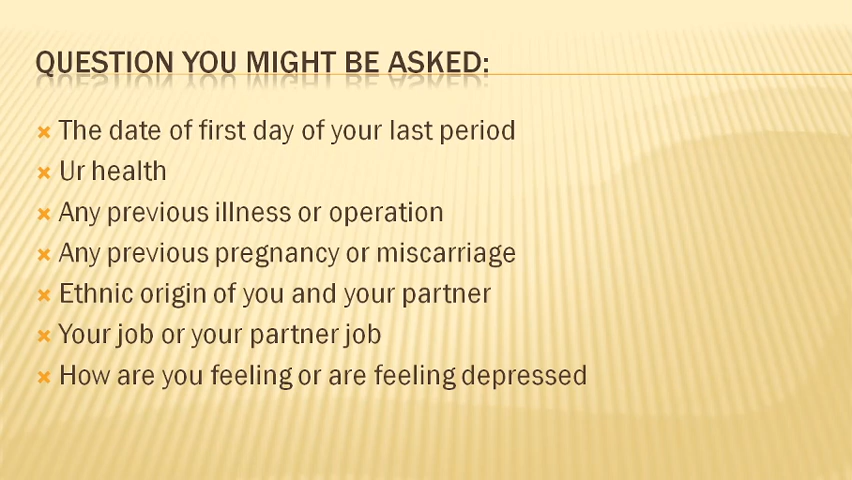 QUESTION YOU MIGHT BE ASKED:
The date of first day of your last period
Ur health
Any previous illness or operation
Any previous pregnancy or miscarriage
Ethnic origin of you and your partner
Your job or your partner job
How are you feeling or are feeling depressed